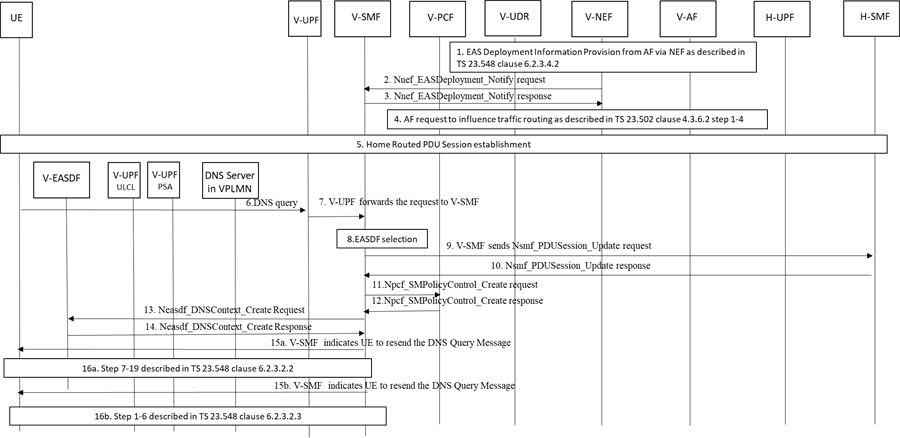 UE
V-UPF
V-SMF
V-PCF
V-UDR
V-NEF
V-AF
H-UPF
H-SMF
1. EAS Deployment Information Provision from AF via NEF as described in
TS 23.548 clause 6.2.3.4.2
2. Nnef_EASDeployment_Notify request
3. Nnef_EASDeployment_Notify response
4. AF request to influence traffic routing as described in TS 23.502 clause 4.3.6.2 step 1-4
5. Home Routed PDU Session establishment
V-EASDF
V-UPF
ULCL
V-UPF
PSA
DNS Server
in VPLMN
6.DNS query
7. V-UPF forwards the request to V-SMF
8.EASDF selection
9. V-SMF sends Nsmf_PDUSession_Update request
10. Nsmf_PDUSession_Update response
11.Npcf_SMPolicyControl_Create request
12.Npcf_SMPolicyControl_Create response
13. Neasdf_DNSContext_Create Request
14. Neasdf_DNSContext_Create Response
15a. V-SMF indicates UE to resend the DNS Query Message
16a. Step 7-19 described in TS 23.548 clause 6.2.3.2.2
15b. V-SMF indicates UE to resend the DNS Query Message
16b. Step 1-6 described in TS 23.548 clause 6.2.3.2.3